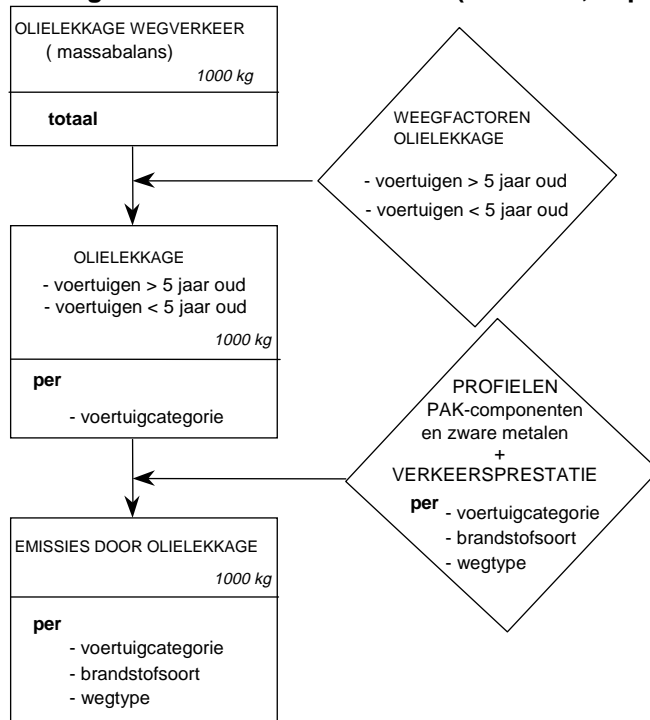 OLIELEKKAGE WEGVERKEER
( massabalans)
1000 kg
totaal
WEEGFACTOREN
OLIELEKKAGE
- voertuigen > 5 jaar oud
- voertuigen < 5 jaar oud
OLIELEKKAGE
- voertuigen > 5 jaar oud
- voertuigen < 5 jaar oud
1000 kg
per
- voertuigcategorie
PROFIELEN
PAK-componenten
en zware metalen
+
VERKEERSPRESTATIE
per
- voertuigcategorie
- brandstofsoort
- wegtype
EMISSIES DOOR OLIELEKKAGE
1000 kg
per
- voertuigcategorie
- brandstofsoort
- wegtype